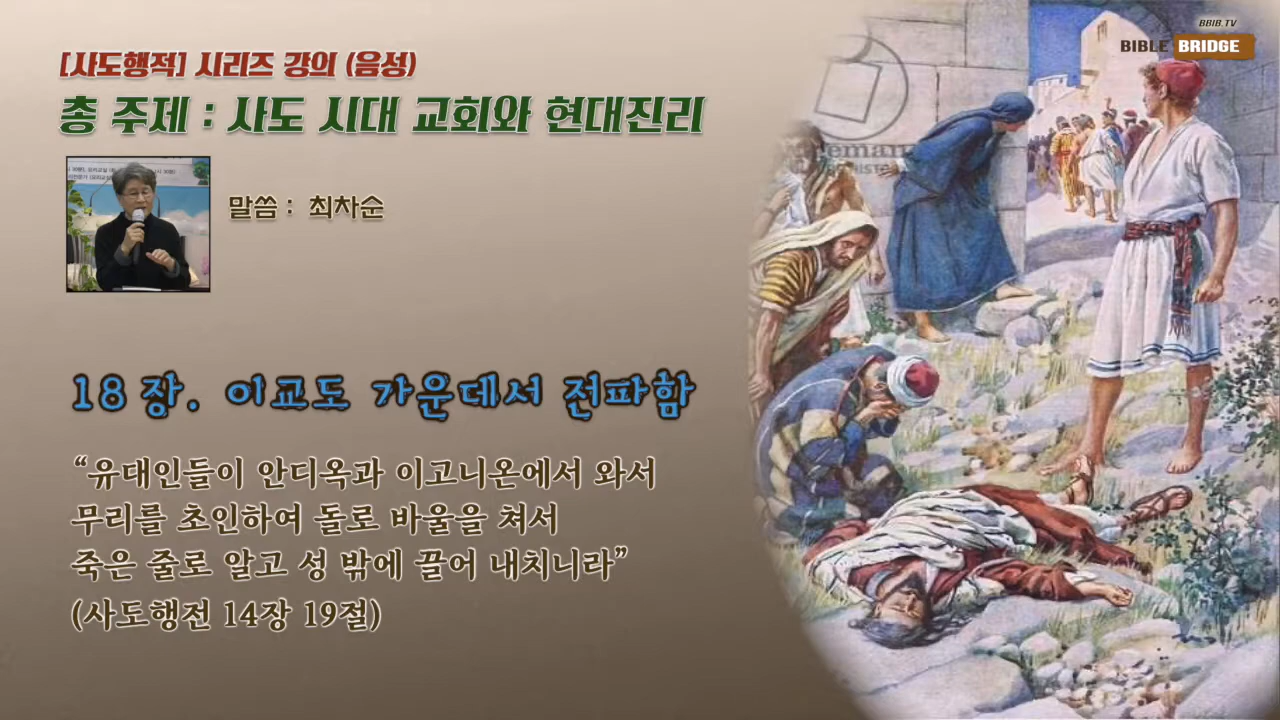 [사도행적] 시리즈 강의 (음성)
총 주제 : 사도 시대 교회와 현대진리
말씀 : 최차순
BBIB.TV
BIBLE BRIDGE
18 장. 이교도 가운데서 전파함
“유대인들이 안디옥과 이고니온에서 와서
무리를 초인하여 돌로 바울을 쳐서
죽은 줄로 알고 성 밖에 끌어 내치니라”
(사도행전 14장 19절)